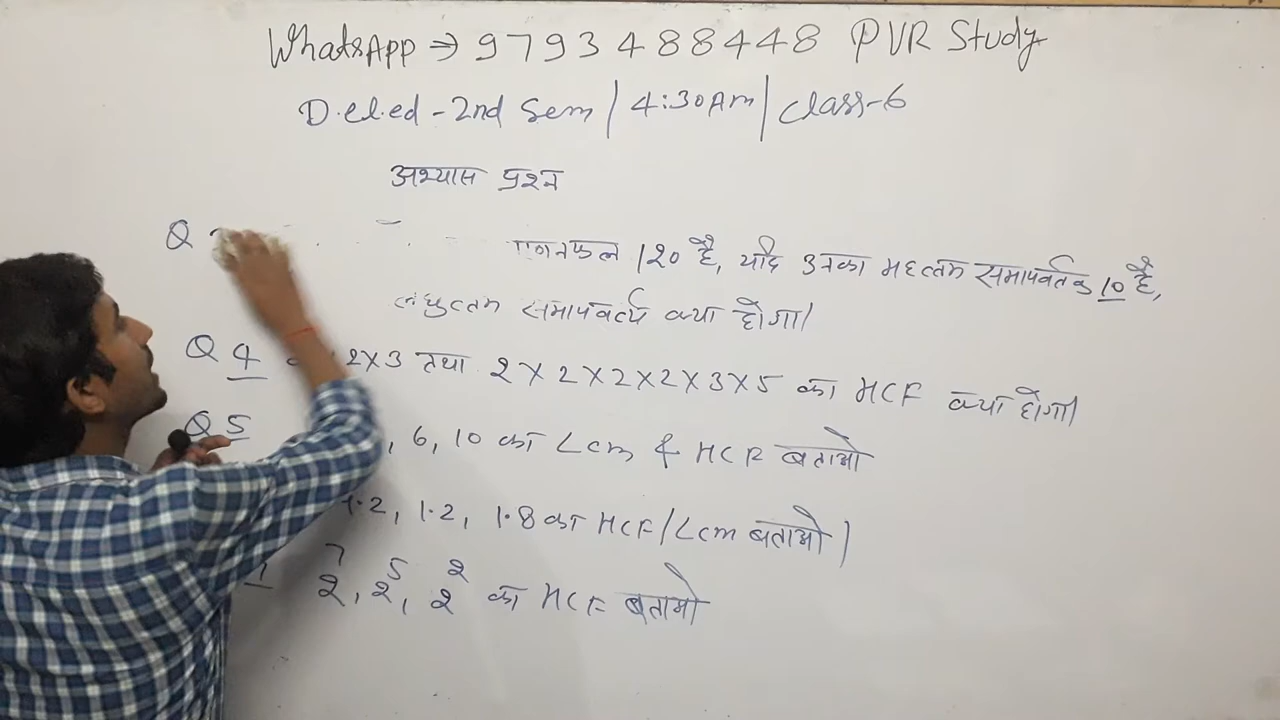 WhatsApp ⇒ 9793488448 PVR Study
D.el.ed - 2nd Sem / 4:30AM / Class-6
अभ्यास प्रश्न
Q गुणनफल 120 है, यदि उनका महत्तम समापवर्तक 10 है,
लघुत्तम समापवर्त्य क्या होगा।
Q 4 2×3 तथा 2×2×2×2×3×5 का HCF क्या होगा।
Q 5 , 6, 10 का Lcm & HCF बताओ
1.2, 1.8 का HCF/Lcm बताओ।
2⁷, 2⁵, 2² का HCF बताओ